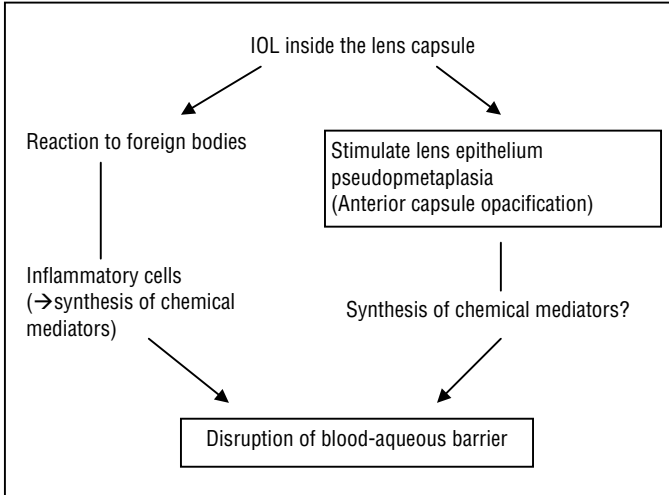 IOL inside the lens capsule
Reaction to foreign bodies
Stimulate lens epithelium
pseudopmetaplasia
(Anterior capsule opacification)
Inflammatory cells
(→synthesis of chemical
mediators)
Synthesis of chemical mediators?
Disruption of blood-aqueous barrier